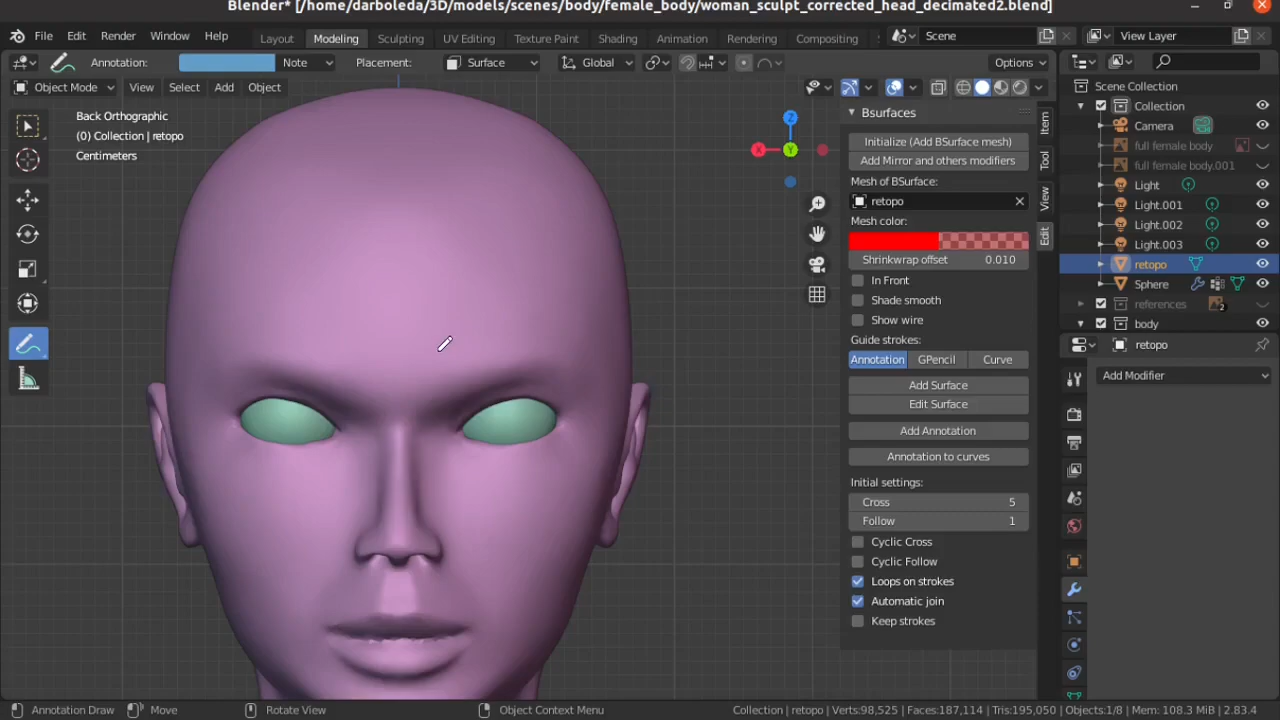 Blender* [/home/darboleda/3D/models/scenes/body/female_body/woman_sculpt_corrected_head_decimated2.blend]
File Edit Render Window Help Layout Modeling Sculpting UV Editing Texture Paint Shading Animation Rendering Compositing Scene View Layer
Annotation: Note Placement: Surface Global Options
Object Mode View Select Add Object
Back Orthographic
(0) Collection | retopo
Centimeters
Z
X
Y
Bsurfaces
Initialize (Add BSurface mesh)
Add Mirror and others modifiers
Mesh of BSurface:
retopo
Mesh color:
Shrinkwrap offset 0.010
In Front
Shade smooth
Show wire
Guide strokes:
Annotation GPencil Curve
Add Surface
Edit Surface
Add Annotation
Annotation to curves
Initial settings:
Cross 5
Follow 1
Cyclic Cross
Cyclic Follow
Loops on strokes
Automatic join
Keep strokes
Item
Tool
View
Edit
Scene Collection
Collection
Camera
full female body
full female body.001
Light
Light.001
Light.002
Light.003
retopo
Sphere
references 2
body
retopo
Add Modifier
Annotation Draw Move Rotate View Object Context Menu Collection | retopo | Verts:98,525 | Faces:187,114 | Tris:195,050 | Objects:1/8 | Mem: 108.3 MiB | 2.83.4